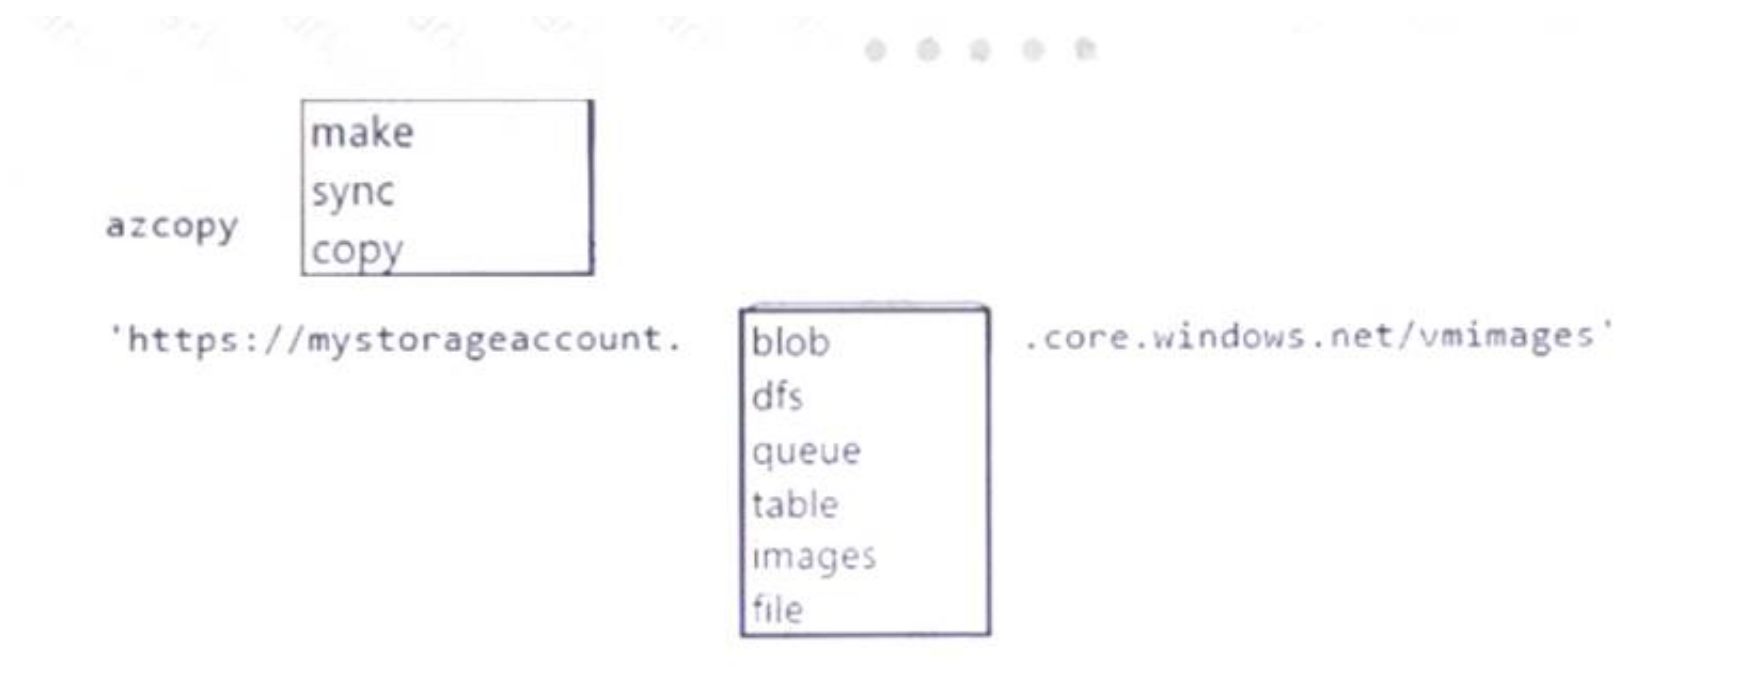 make
sync
azcopy
copy
'https://mystorageaccount.
blob
.core.windows.net/vmimages'
dfs
queue
table
images
file